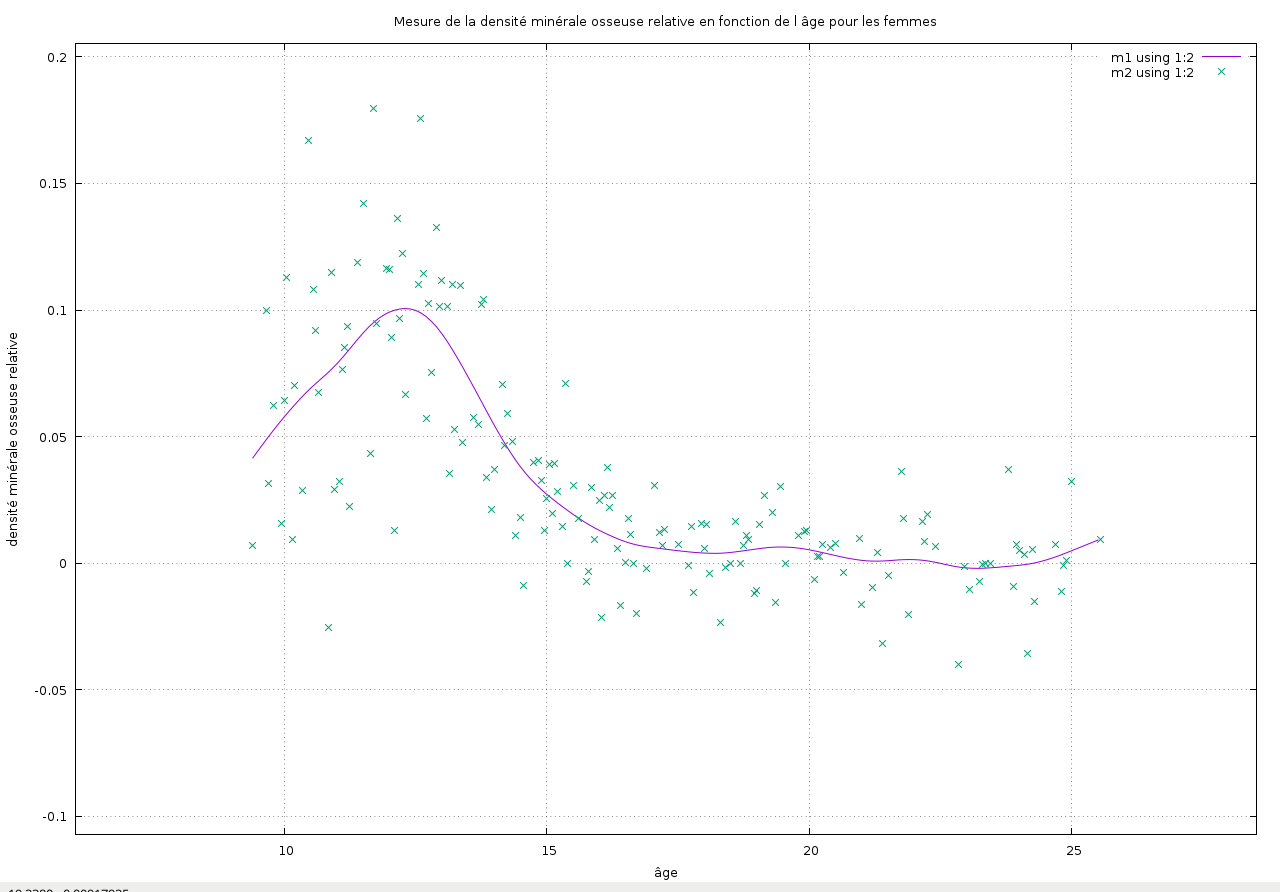 Mesure de la densité minérale osseuse relative en fonction de l âge pour les femmes
m1 using 1:2
m2 using 1:2
densité minérale osseuse relative
0.2
0.15
0.1
0.05
0
-0.05
-0.1
10
15
20
25
âge